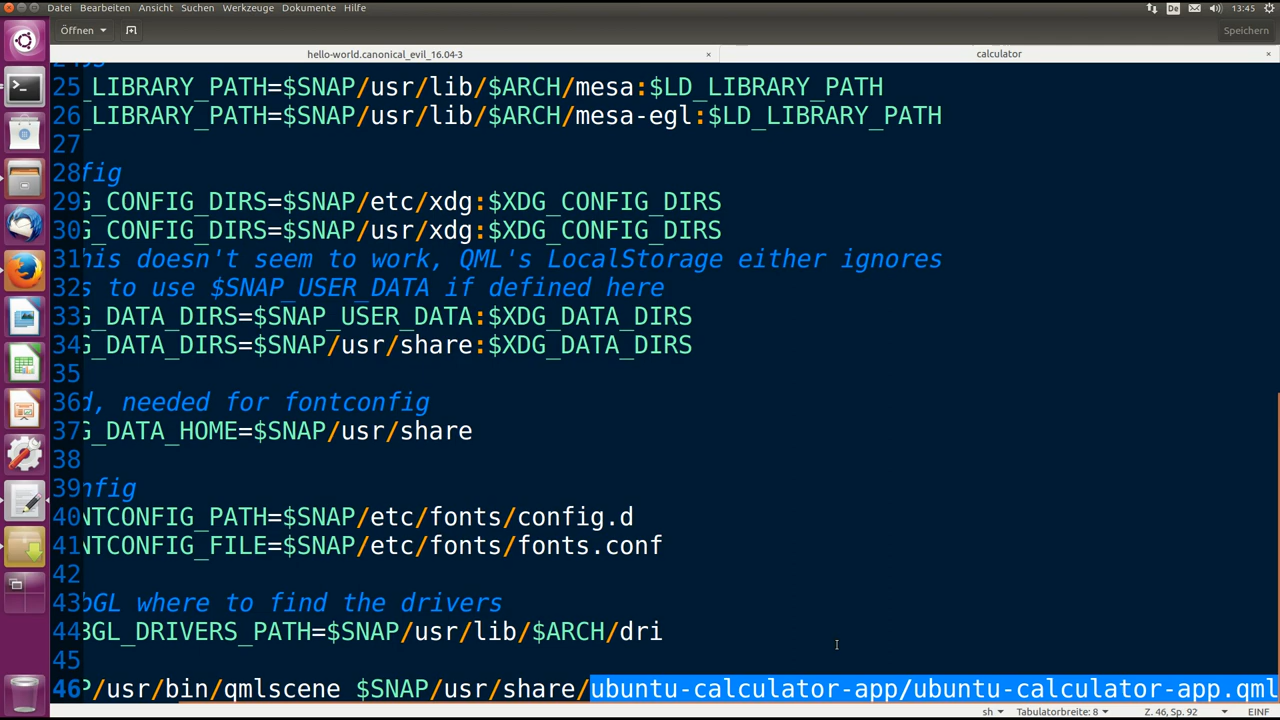 Datei Bearbeiten Ansicht Suchen Werkzeuge Dokumente Hilfe De 13:45
Öffnen Speichern
hello-world.canonical_evil_16.04-3 × calculator ×
25 _LIBRARY_PATH=$SNAP/usr/lib/$ARCH/mesa:$LD_LIBRARY_PATH
26 _LIBRARY_PATH=$SNAP/usr/lib/$ARCH/mesa-egl:$LD_LIBRARY_PATH
27
28 fig
29 G_CONFIG_DIRS=$SNAP/etc/xdg:$XDG_CONFIG_DIRS
30 G_CONFIG_DIRS=$SNAP/usr/xdg:$XDG_CONFIG_DIRS
31 his doesn't seem to work, QML's LocalStorage either ignores
32 s to use $SNAP_USER_DATA if defined here
33 G_DATA_DIRS=$SNAP_USER_DATA:$XDG_DATA_DIRS
34 G_DATA_DIRS=$SNAP/usr/share:$XDG_DATA_DIRS
35
36 d, needed for fontconfig
37 G_DATA_HOME=$SNAP/usr/share
38
39 nfig
40 NTCONFIG_PATH=$SNAP/etc/fonts/config.d
41 NTCONFIG_FILE=$SNAP/etc/fonts/fonts.conf
42
43 bGL where to find the drivers
44 BGL_DRIVERS_PATH=$SNAP/usr/lib/$ARCH/dri
45
46 P/usr/bin/qmlscene $SNAP/usr/share/ubuntu-calculator-app/ubuntu-calculator-app.qml
sh Tabulatorbreite: 8 Z. 46, Sp. 92 EINF